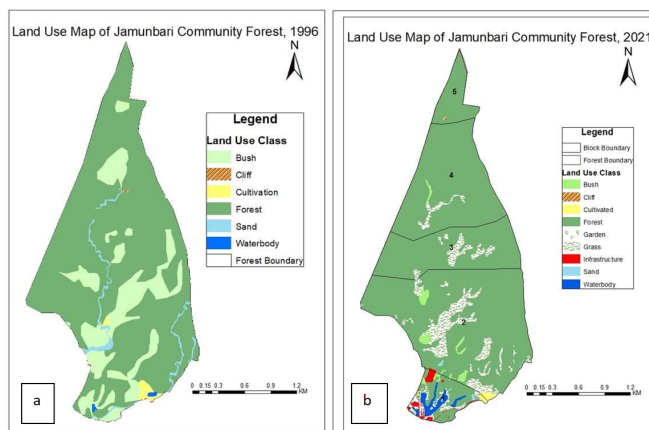 Land Use Map of Jamunbari Community Forest, 1996
N
Legend
Land Use Class
Bush
Cliff
Cultivation
Forest
Sand
Waterbody
Forest Boundary
0 0.15 0.3 0.6 0.9 1.2
KM
a
Land Use Map of Jamunbari Community Forest, 2021
N
5
4
3
2
Legend
Block Boundary
Forest Boundary
Land Use Class
Bush
Cliff
Cultivated
Forest
Garden
Grass
Infrastructure
Sand
Waterbody
0 0.15 0.3 0.6 0.9 1.2
KM
b